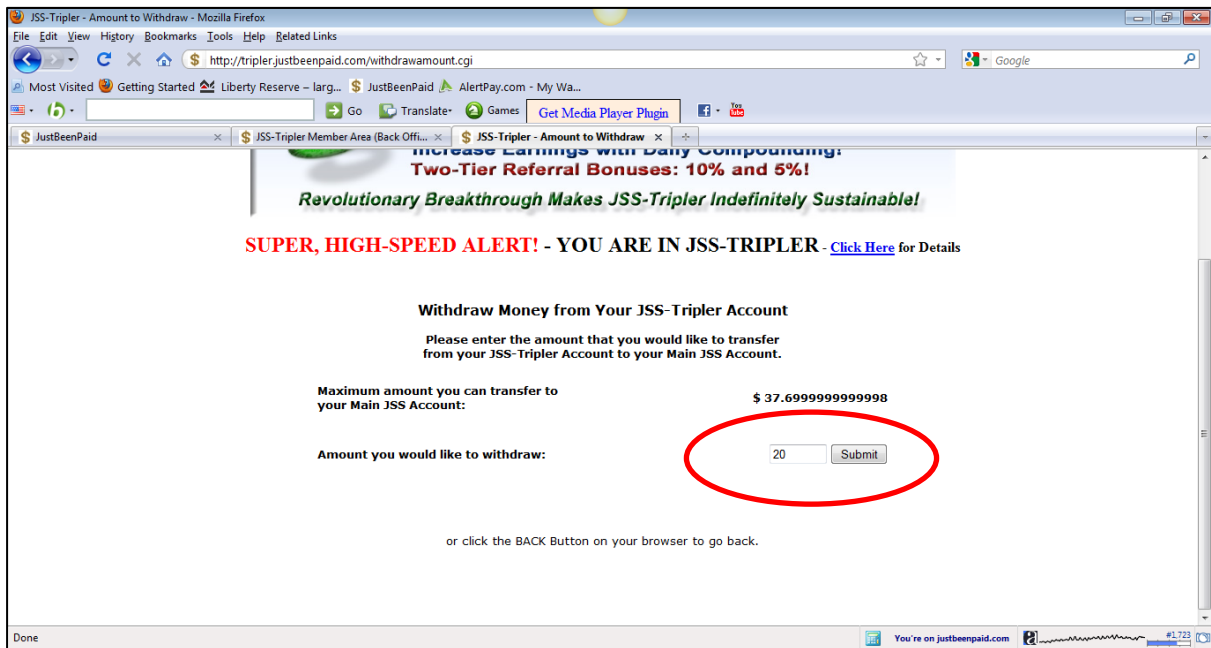 JSS-Tripler - Amount to Withdraw - Mozilla Firefox
File Edit View History Bookmarks Tools Help Related Links
$ http://tripler.justbeenpaid.com/withdrawamount.cgi Google
Most Visited Getting Started Liberty Reserve – larg... $ JustBeenPaid AlertPay.com - My Wa...
Go Translate Games Get Media Player Plugin You Tube
$ JustBeenPaid $ JSS-Tripler Member Area (Back Offi... $ JSS-Tripler - Amount to Withdraw
Increase Earnings with Daily Compounding!
Two-Tier Referral Bonuses: 10% and 5%!
Revolutionary Breakthrough Makes JSS-Tripler Indefinitely Sustainable!
SUPER, HIGH-SPEED ALERT! - YOU ARE IN JSS-TRIPLER - Click Here for Details
Withdraw Money from Your JSS-Tripler Account
Please enter the amount that you would like to transfer
from your JSS-Tripler Account to your Main JSS Account.
Maximum amount you can transfer to
your Main JSS Account:
$ 37.6999999999998
Amount you would like to withdraw: 20 Submit
or click the BACK Button on your browser to go back.
Done You're on justbeenpaid.com #1,723